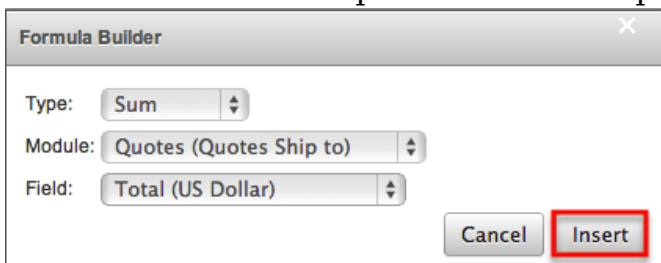 Formula Builder
Type: Sum
Module: Quotes (Quotes Ship to)
Field: Total (US Dollar)
Cancel Insert